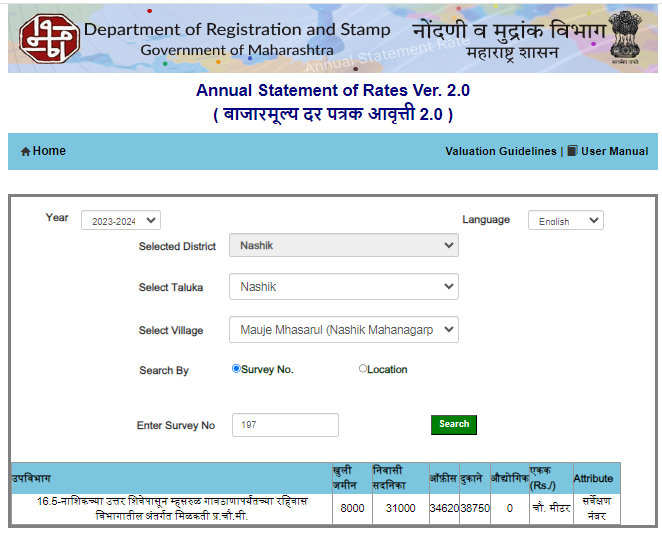 Department of Registration and Stamp
Government of Maharashtra
नोंदणी व मुद्रांक विभाग
महाराष्ट्र शासन
Annual Statement Rate
Annual Statement of Rates Ver. 2.0
( बाजारमूल्य दर पत्रक आवृत्ती 2.0 )
Home
Valuation Guidelines | User Manual
Year 2023-2024 Language English
Selected District Nashik
Select Taluka Nashik
Select Village Mauje Mhasarul (Nashik Mahanagarp
Search By Survey No. Location
Enter Survey No 197 Search
उपविभाग खुली जमीन निवासी सदनिका ऑफ़ीस दुकाने औद्योगिक एकक (Rs./) Attribute
16.5-नाशिकच्या उत्तर शिवेपासून म्हसरुळ गावठाणापर्यंतच्या रहिवास
विभागातील अंतर्गत मिळकती प्र.चौ.मी.
8000 31000 34620 38750 0 चौ. मीटर सर्वेक्षण नंबर